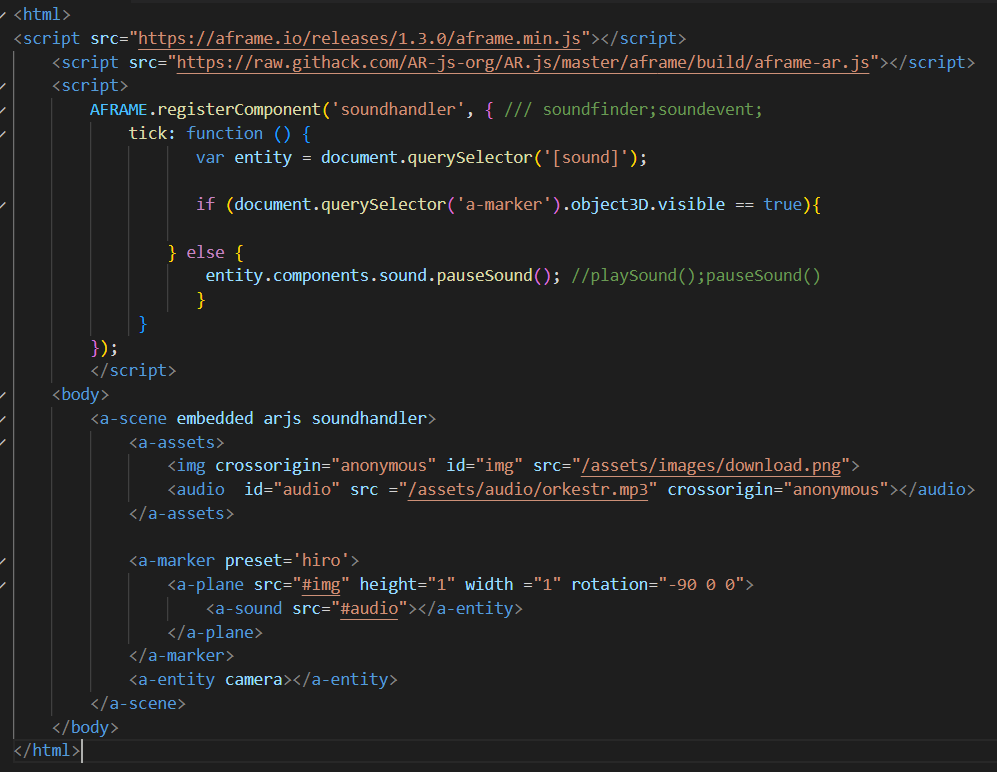 <html>
<script src="https://aframe.io/releases/1.3.0/aframe.min.js"></script>
<script src="https://raw.githack.com/AR-js-org/AR.js/master/aframe/build/aframe-ar.js"></script>
<script>
AFRAME.registerComponent('soundhandler', { /// soundfinder;soundevent;
tick: function () {
var entity = document.querySelector('[sound]');
if (document.querySelector('a-marker').object3D.visible == true){
} else {
entity.components.sound.pauseSound(); //playSound();pauseSound()
}
}
});
</script>
<body>
<a-scene embedded arjs soundhandler>
<a-assets>
<img crossorigin="anonymous" id="img" src="/assets/images/download.png">
<audio  id="audio" src ="/assets/audio/orkestr.mp3" crossorigin="anonymous"></audio>
</a-assets>
<a-marker preset='hiro'>
<a-plane src="#img" height="1" width ="1" rotation="-90 0 0">
<a-sound src="#audio"></a-entity>
</a-plane>
</a-marker>
<a-entity camera></a-entity>
</a-scene>
</body>
</html>